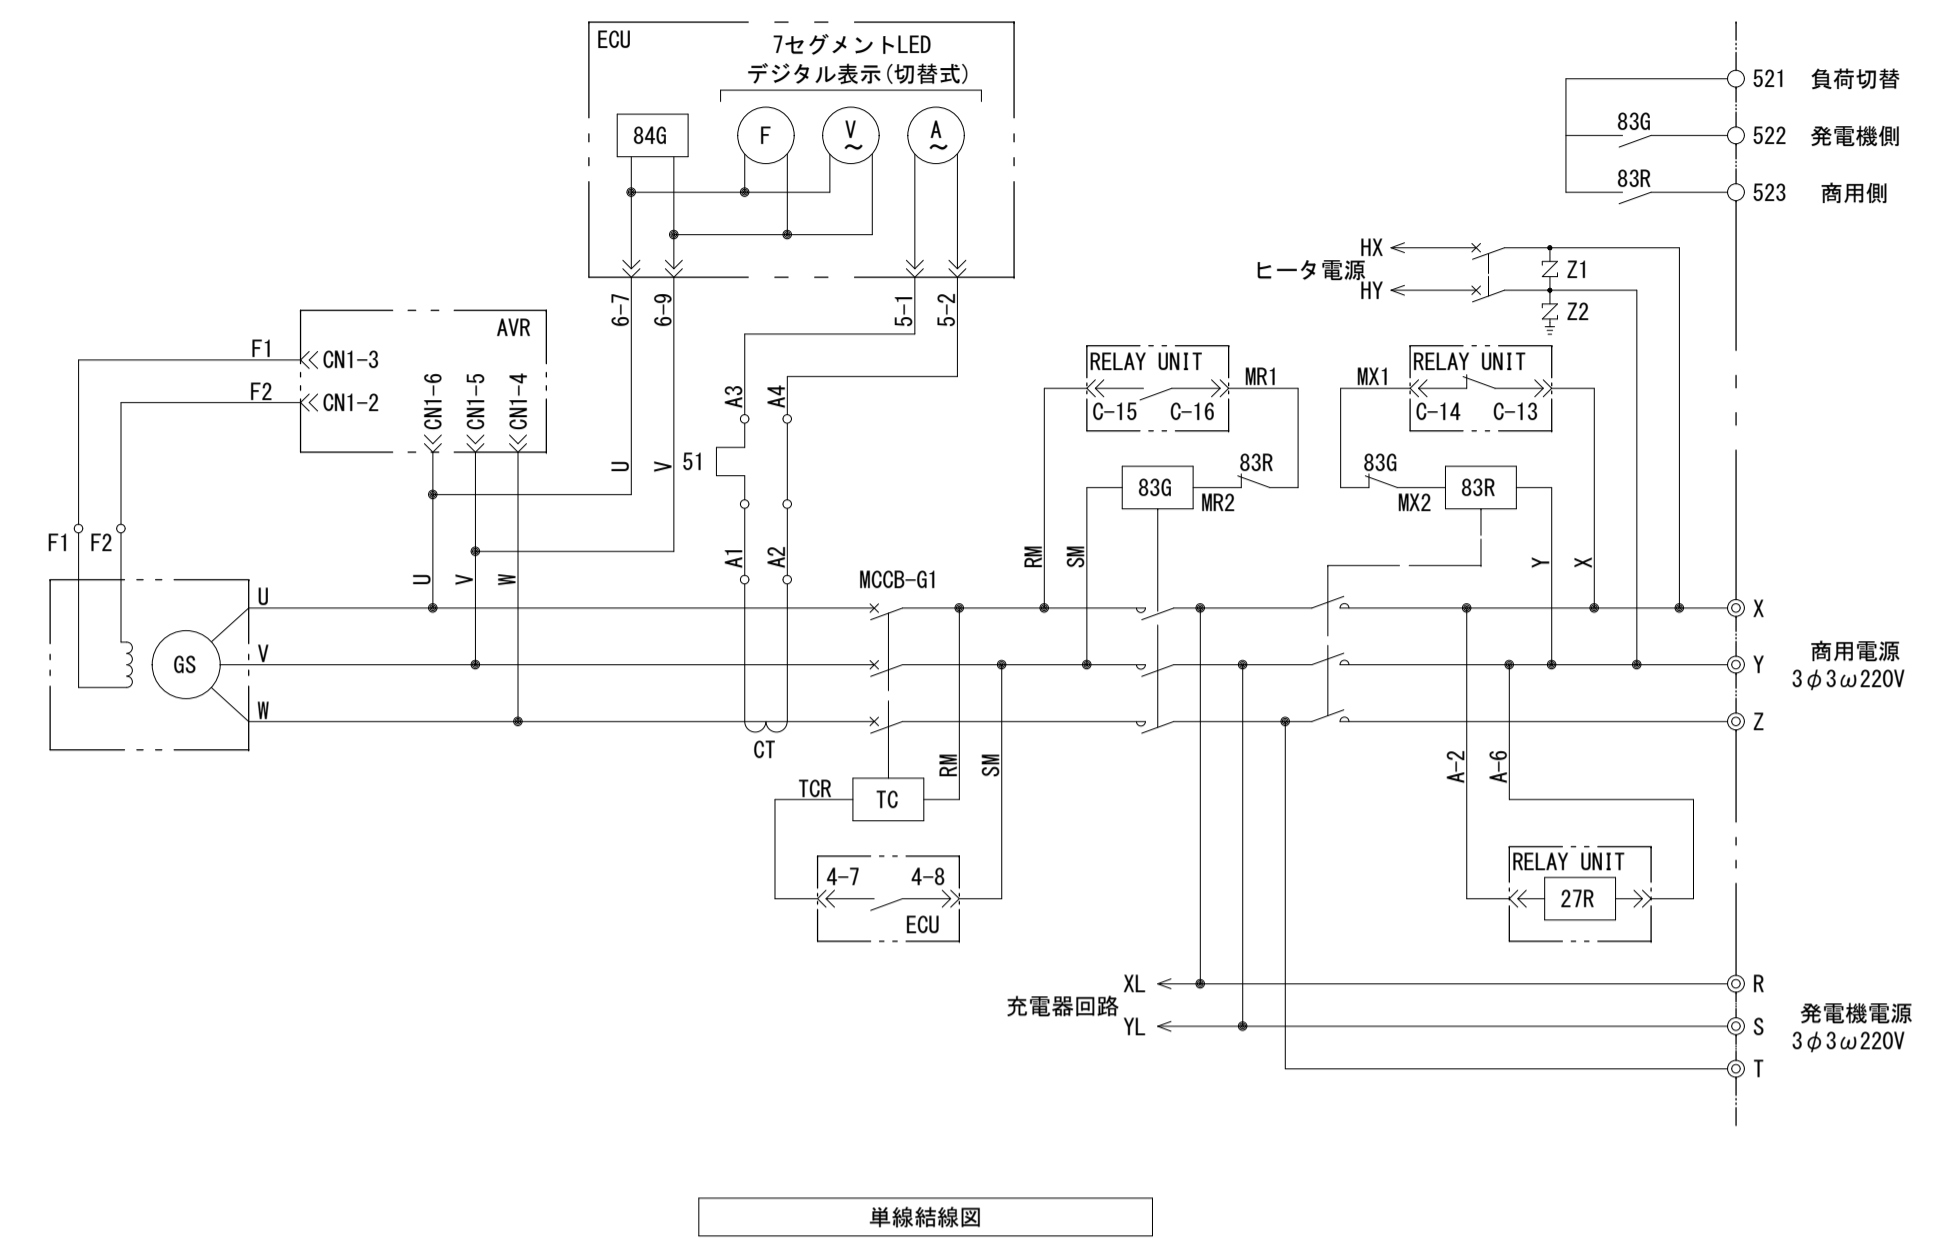 ECU
7セグメントLED
デジタル表示(切替式)
84G
F
V
~
A
~
6-7
6-9
5-1
5-2
521 負荷切替
83G
522 発電機側
83R
523 商用側
HX
ヒータ電源
HY
Z1
Z2
AVR
F1
CN1-3
F2
CN1-2
CN1-6
CN1-5
CN1-4
A3
A4
U
V
51
A1
A2
RELAY UNIT
C-15
C-16
MR1
83G
83R
MR2
RM
SM
RELAY UNIT
MX1
C-14
C-13
83G
83R
MX2
Y
X
F1
F2
U
V
W
GS
U
V
W
CT
MCCB-G1
RM
SM
TCR
TC
4-7
4-8
ECU
X
Y
Z
商用電源
3φ3ω220V
A-2
A-6
RELAY UNIT
27R
XL
充電器回路
YL
R
S
T
発電機電源
3φ3ω220V
単線結線図